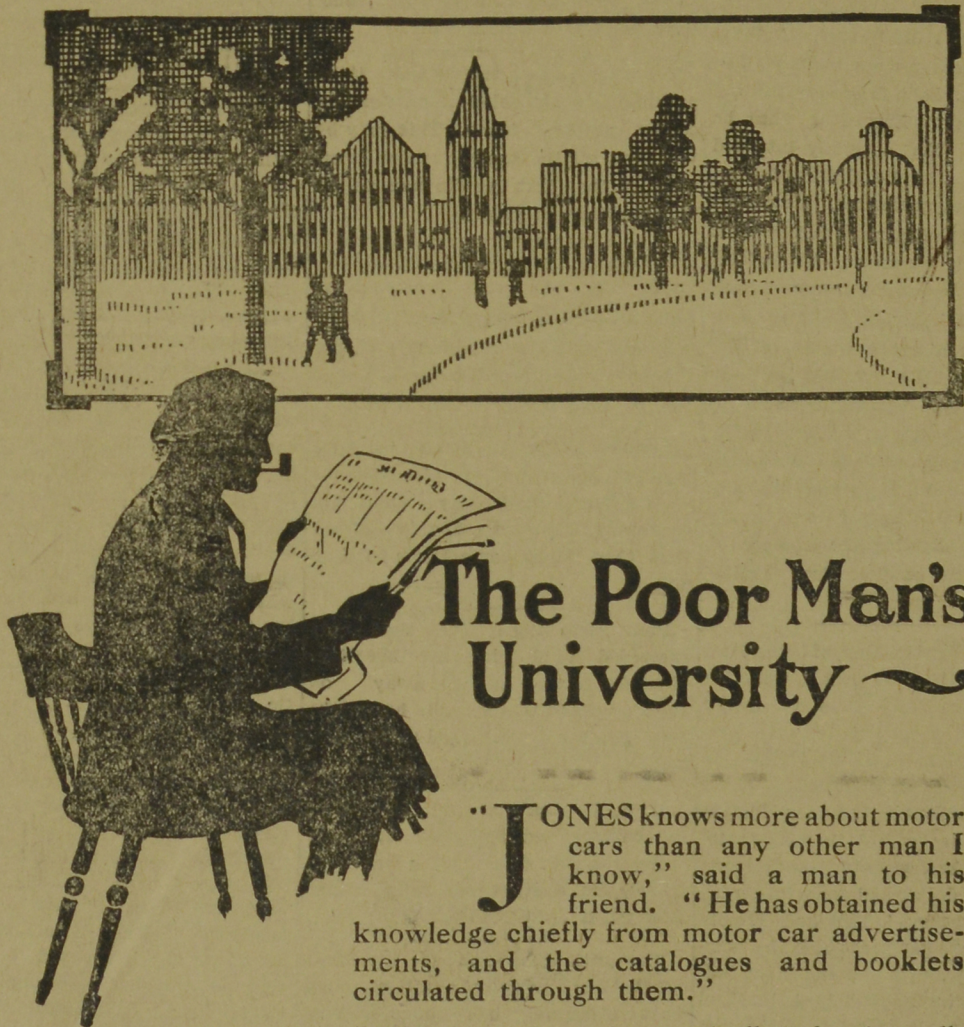 The Poor Man's
University
"JONES knows more about motor
cars than any other man I
know," said a man to his
friend. "He has obtained his
knowledge chiefly from motor car advertise-
ments, and the catalogues and booklets
circulated through them."